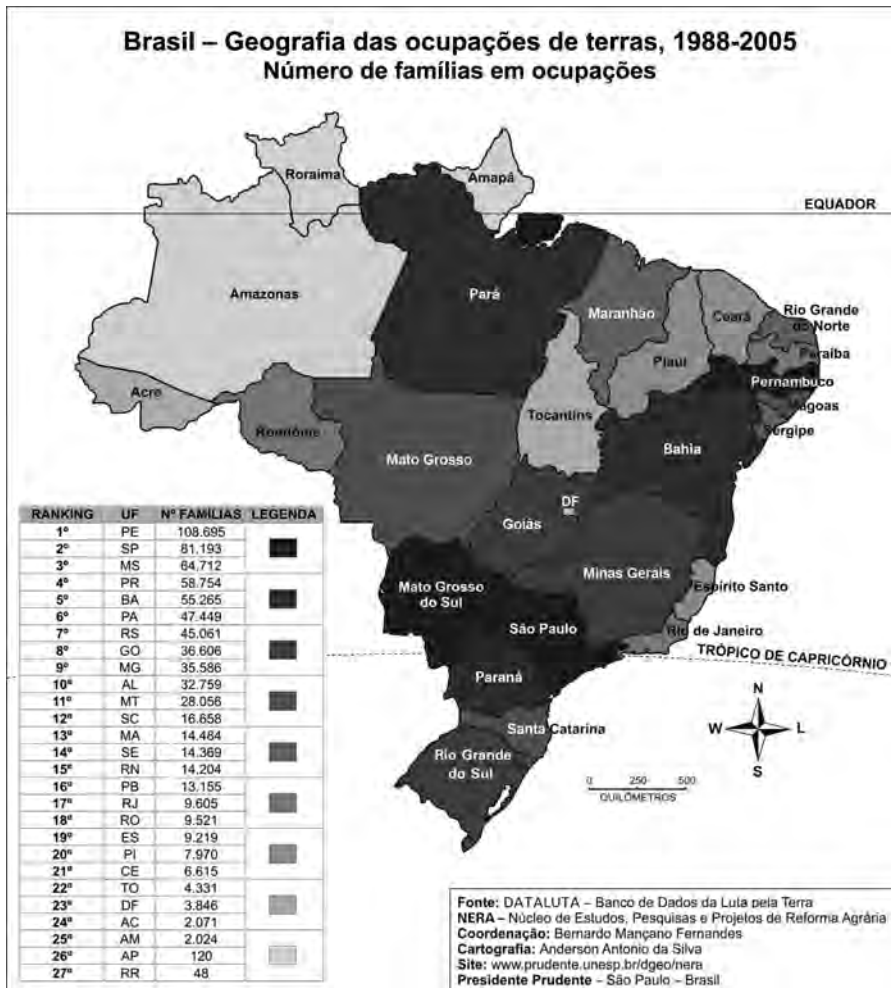 Brasil – Geografia das ocupações de terras, 1988-2005
Número de famílias em ocupações
Roraima
Amapá
EQUADOR
Amazonas
Pará
Maranhão
Ceará
Rio Grande
do Norte
Piauí
Paraíba
Pernambuco
Acre
Tocantins
Alagoas
Sergipe
Rondônia
Mato Grosso
Bahia
DF
Goiás
Minas Gerais
Espírito Santo
Mato Grosso
do Sul
São Paulo
Rio de Janeiro
TRÓPICO DE CAPRICÓRNIO
Paraná
Santa Catarina
Rio Grande
do Sul
N
W L
S
0 250 500
QUILÔMETROS
RANKING UF Nº FAMÍLIAS LEGENDA
1º PE 108.695
2º SP 81.193
3º MS 64.712
4º PR 58.754
5º BA 55.265
6º PA 47.449
7º RS 45.061
8º GO 36.606
9º MG 35.586
10º AL 32.759
11º MT 28.056
12º SC 16.658
13º MA 14.484
14º SE 14.369
15º RN 14.204
16º PB 13.155
17º RJ 9.605
18º RO 9.521
19º ES 9.219
20º PI 7.970
21º CE 6.615
22º TO 4.331
23º DF 3.846
24º AC 2.071
25º AM 2.024
26º AP 120
27º RR 48
Fonte: DATALUTA – Banco de Dados da Luta pela Terra
NERA – Núcleo de Estudos, Pesquisas e Projetos de Reforma Agrária
Coordenação: Bernardo Mançano Fernandes
Cartografia: Anderson Antonio da Silva
Site: www.prudente.unesp.br/dgeo/nera
Presidente Prudente – São Paulo – Brasil